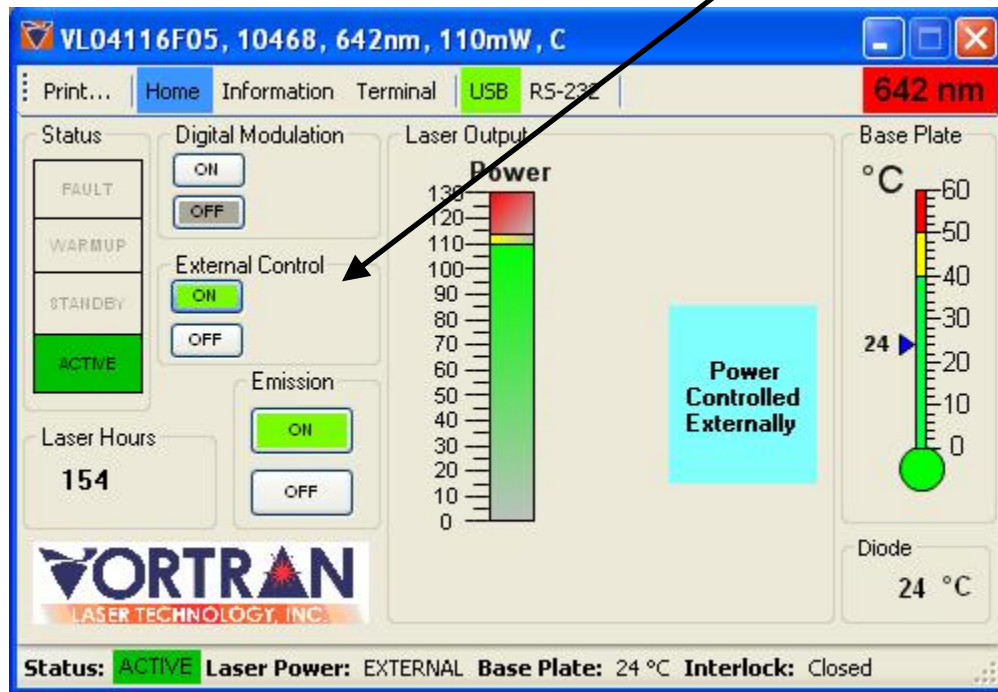 VL04116F05, 10468, 642nm, 110mW, C
Print... Home Information Terminal USB RS-232
642 nm
Status
FAULT
WARMUP
STANDBY
ACTIVE
Digital Modulation
ON
OFF
External Control
ON
OFF
Emission
ON
OFF
Laser Hours
154
Laser Output
Power
130
120
110
100
90
80
70
60
50
40
30
20
10
0
Power
Controlled
Externally
Base Plate
°C
60
50
40
30
20
10
0
24
Diode
24 °C
VORTRAN
LASER TECHNOLOGY, INC.
Status: ACTIVE Laser Power: EXTERNAL Base Plate: 24 °C Interlock: Closed